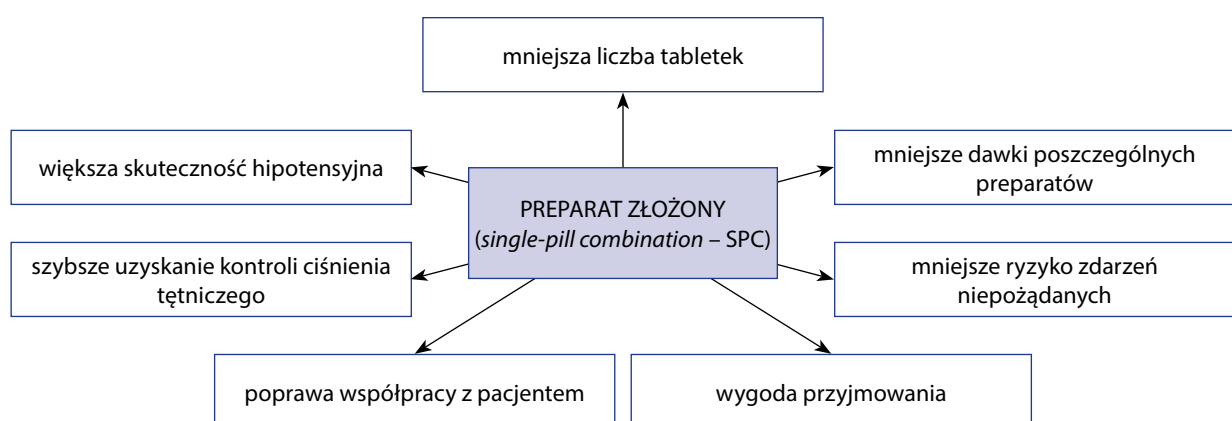 mniejsza liczba tabletek
większa skuteczność hipotensyjna
mniejsze dawki poszczególnych
preparatów
PREPARAT ZŁOŻONY
(single-pill combination – SPC)
szybsze uzyskanie kontroli ciśnienia
tętniczego
mniejsze ryzyko zdarzeń
niepożądanych
poprawa współpracy z pacjentem
wygoda przyjmowania